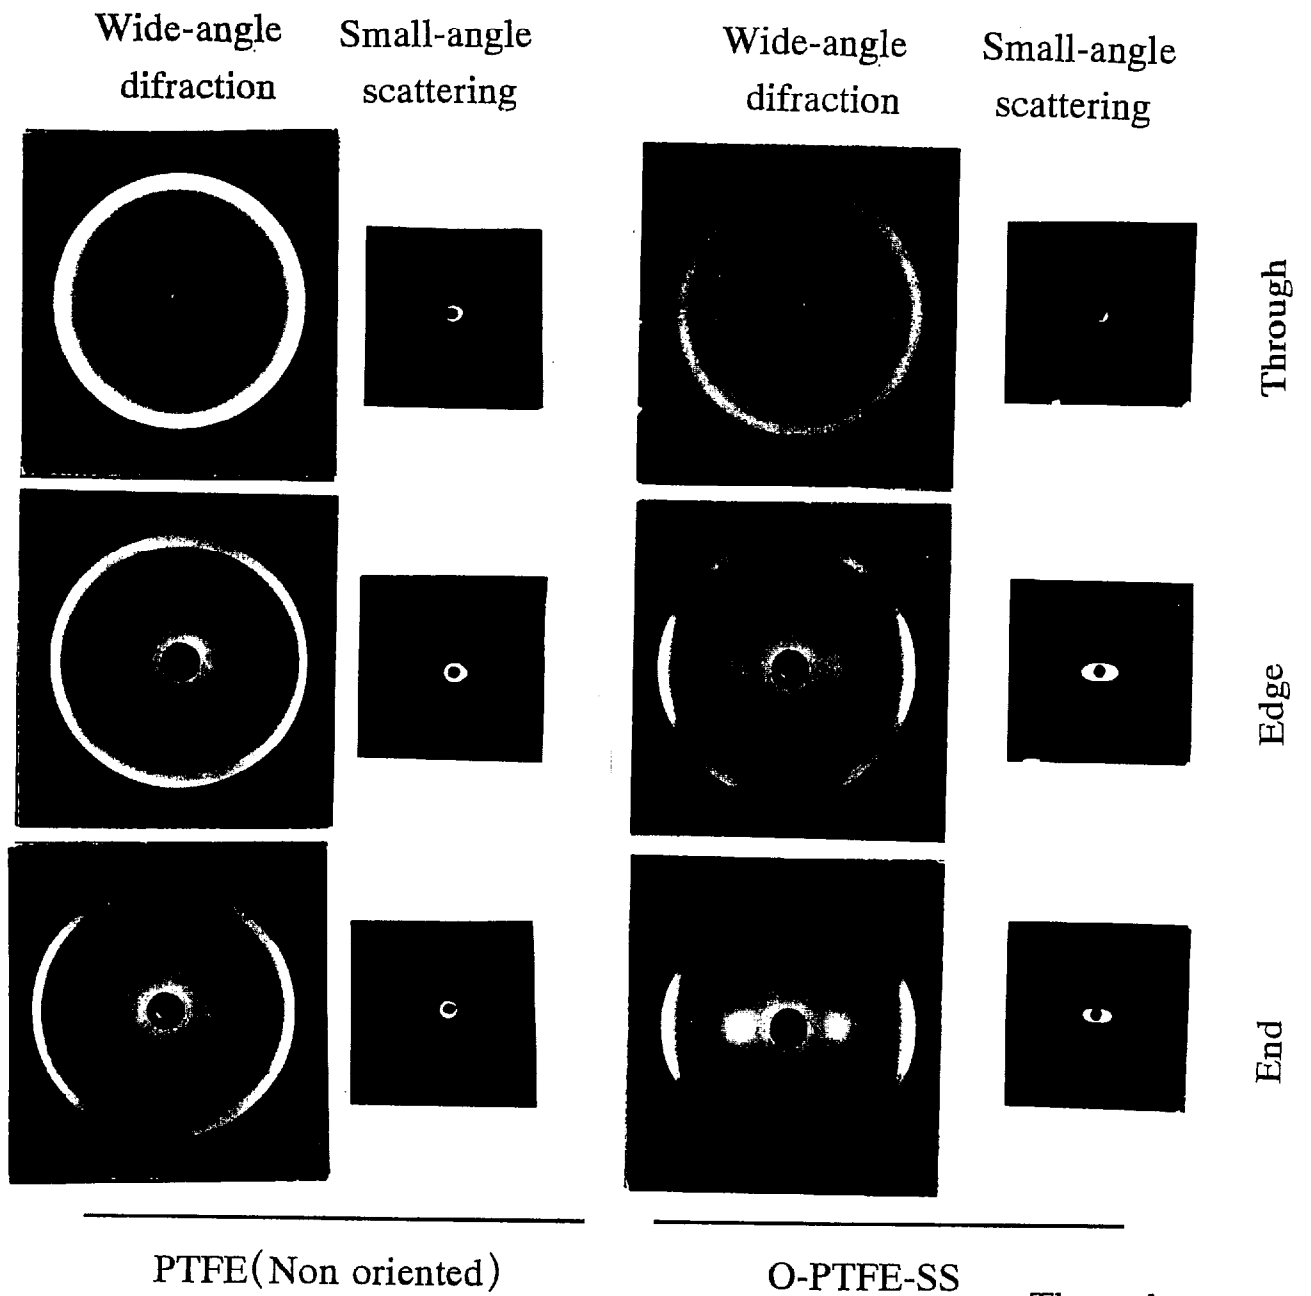 Wide-angle
difraction
Small-angle
scattering
Wide-angle
difraction
Small-angle
scattering
Through
Edge
End
PTFE(Non oriented)
O-PTFE-SS